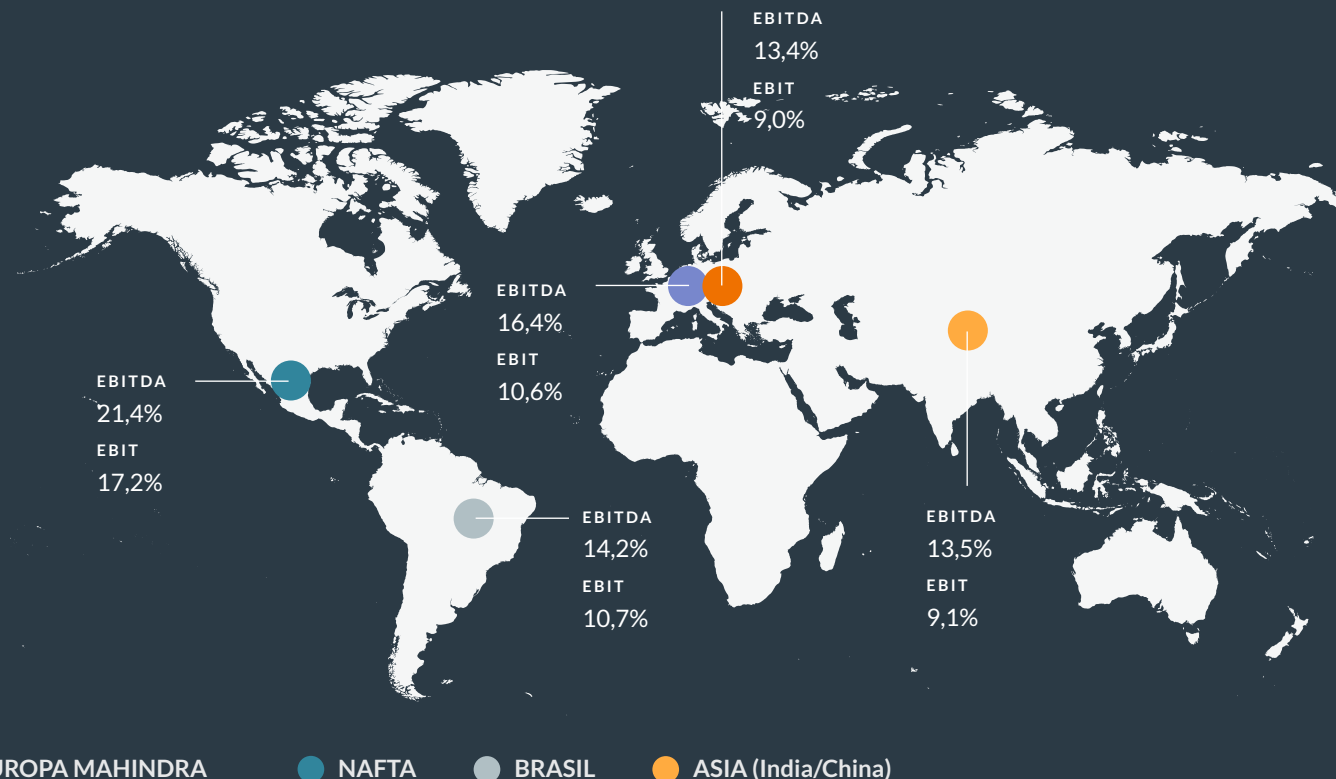 EBITDA
13,4%
EBIT
9,0%
EBITDA
16,4%
EBIT
10,6%
EBITDA
21,4%
EBIT
17,2%
EBITDA
14,2%
EBIT
10,7%
EBITDA
13,5%
EBIT
9,1%
UROPA MAHINDRA
NAFTA
BRASIL
ASIA (India/China)